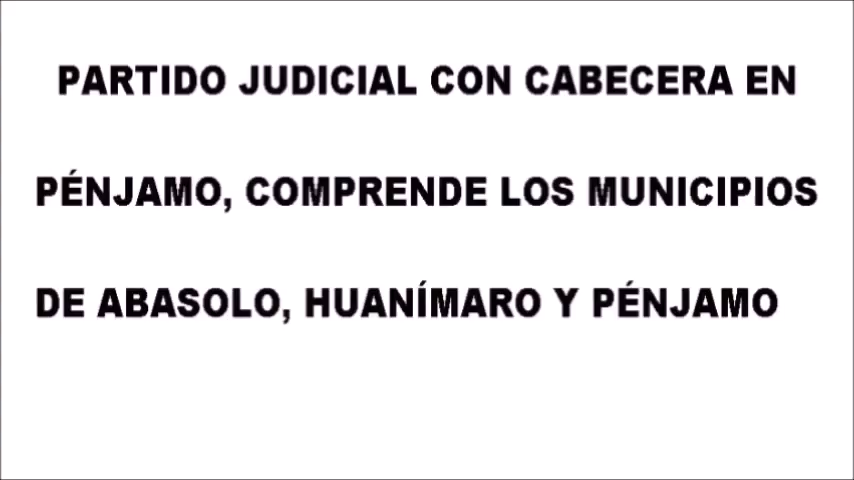 PARTIDO JUDICIAL CON CABECERA EN
PÉNJAMO, COMPRENDE LOS MUNICIPIOS
DE ABASOLO, HUANÍMARO Y PÉNJAMO